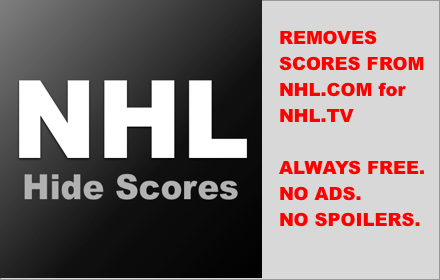 NHL
Hide Scores
REMOVES
SCORES FROM
NHL.COM for
NHL.TV
ALWAYS FREE.
NO ADS.
NO SPOILERS.